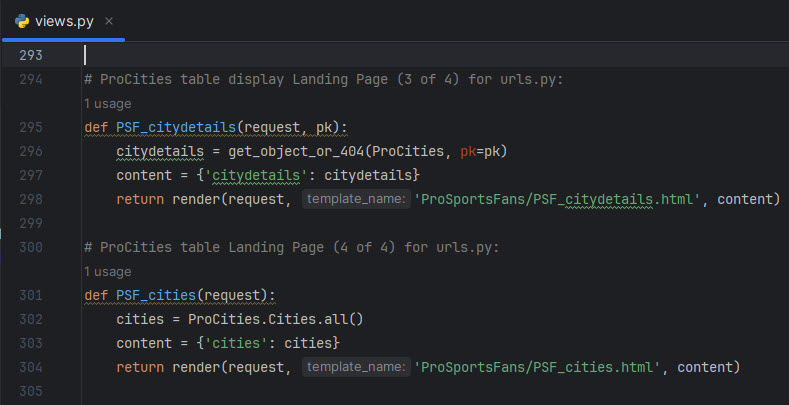 views.py ×
293
294 # ProCities table display Landing Page (3 of 4) for urls.py:
1 usage
295 def PSF_citydetails(request, pk):
296 citydetails = get_object_or_404(ProCities, pk=pk)
297 content = {'citydetails': citydetails}
298 return render(request, template_name: 'ProSportsFans/PSF_citydetails.html', content)
299
300 # ProCities table Landing Page (4 of 4) for urls.py:
1 usage
301 def PSF_cities(request):
302 cities = ProCities.Cities.all()
303 content = {'cities': cities}
304 return render(request, template_name: 'ProSportsFans/PSF_cities.html', content)
305